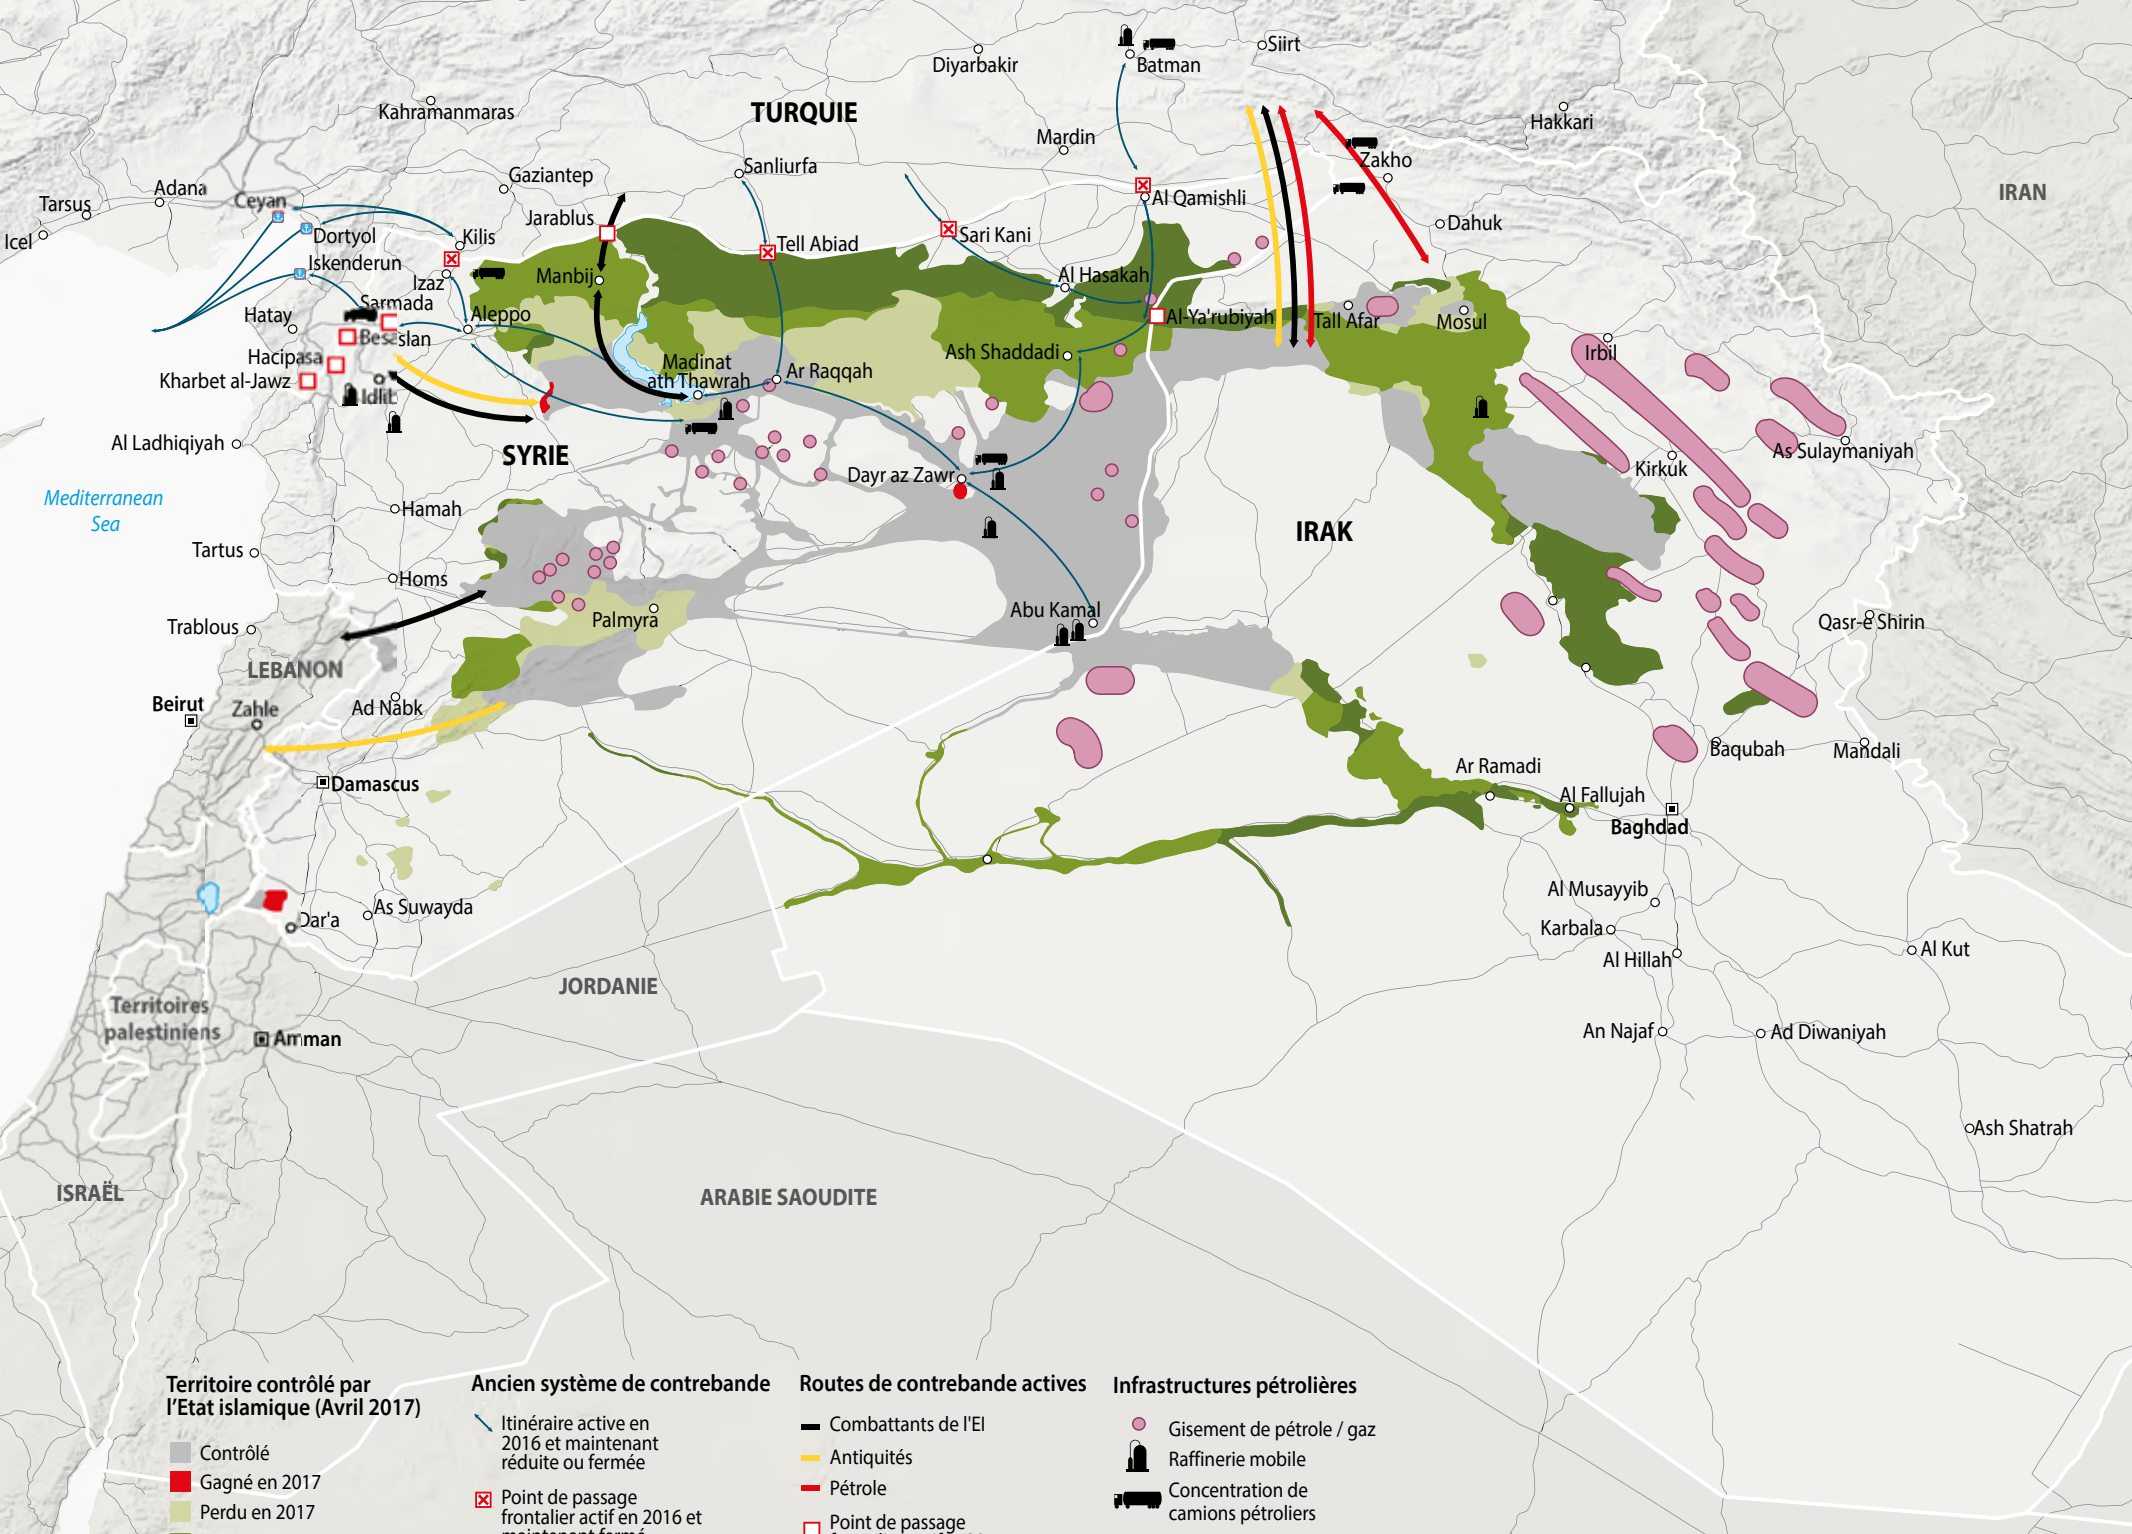 Siirt
Diyarbakir
Batman
Kahramanmaras
TURQUIE
Hakkari
Mardin
Zakho
Sanliurfa
Gaziantep
Adana
Tarsus
Ceyan
Al Qamishli
IRAN
Jarablus
Dahuk
Icel
Dortyol
Kilis
Tell Abiad
Sari Kani
Iskenderun
Izaz
Manbij
Al Hasakah
Sarmada
Hatay
Aleppo
Al-Ya'rubiyah
Tall Afar
Mosul
Hacipasa
Madinat
ath Thawrah
Ash Shaddadi
Irbil
Kharbet al-Jawz
Ar Raqqah
Al Ladhiqiyah
SYRIE
As Sulaymaniyah
Kirkuk
Dayr az Zawr
Mediterranean
Sea
Hamah
IRAK
Tartus
Homs
Abu Kamal
Palmyra
Trablous
Qasr-e Shirin
LEBANON
Beirut
Zahle
Ad Nabk
Baqubah
Mandali
Ar Ramadi
Damascus
Al Fallujah
Baghdad
Al Musayyib
As Suwayda
Dar'a
Karbala
Al Hillah
Al Kut
JORDANIE
Territoires
palestiniens
Amman
An Najaf
Ad Diwaniyah
Ash Shatrah
ISRAËL
ARABIE SAOUDITE
Territoire contrôlé par
l'Etat islamique (Avril 2017)
Contrôlé
Gagné en 2017
Perdu en 2017
Ancien système de contrebande
Itinéraire active en
2016 et maintenant
réduite ou fermée
Point de passage
frontalier actif en 2016 et
maintenant fermé
Routes de contrebande actives
Combattants de l'EI
Antiquités
Pétrole
Point de passage
Infrastructures pétrolières
Gisement de pétrole / gaz
Raffinerie mobile
Concentration de
camions pétroliers